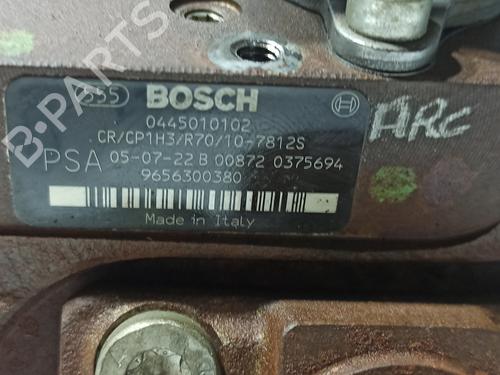 555 BOSCH
0445010102
CR/CP1H3/R70/10-7812S
PSA 05-07-22 B 00872 0375694
9656300380
Made in Italy
ARC
B-PARTS